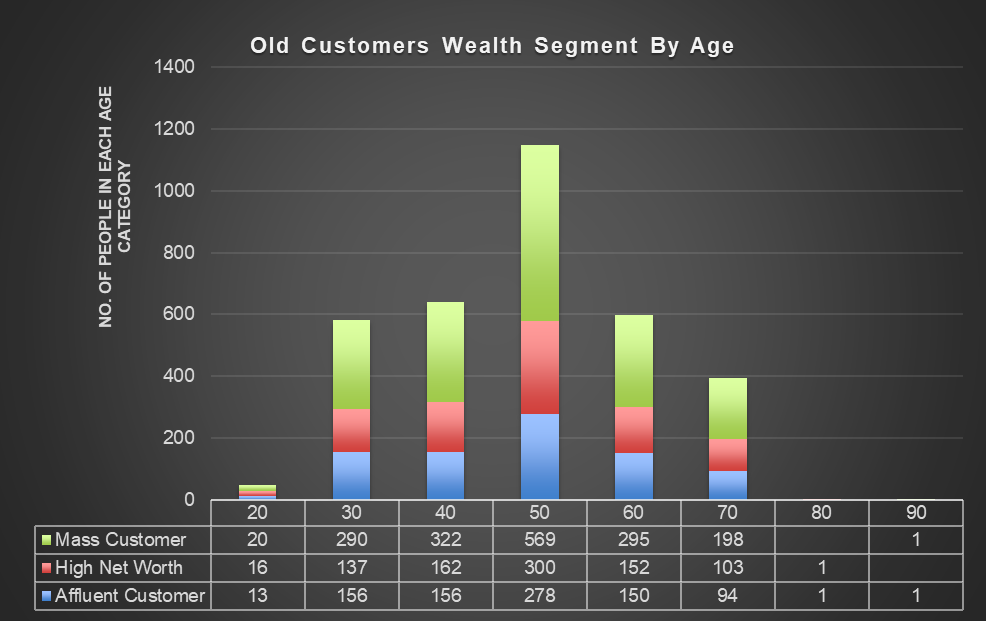 Old Customers Wealth Segment By Age
NO. OF PEOPLE IN EACH AGE
CATEGORY
1400
1200
1000
800
600
400
200
0
20 30 40 50 60 70 80 90
Mass Customer 20 290 322 569 295 198 1
High Net Worth 16 137 162 300 152 103 1
Affluent Customer 13 156 156 278 150 94 1 1